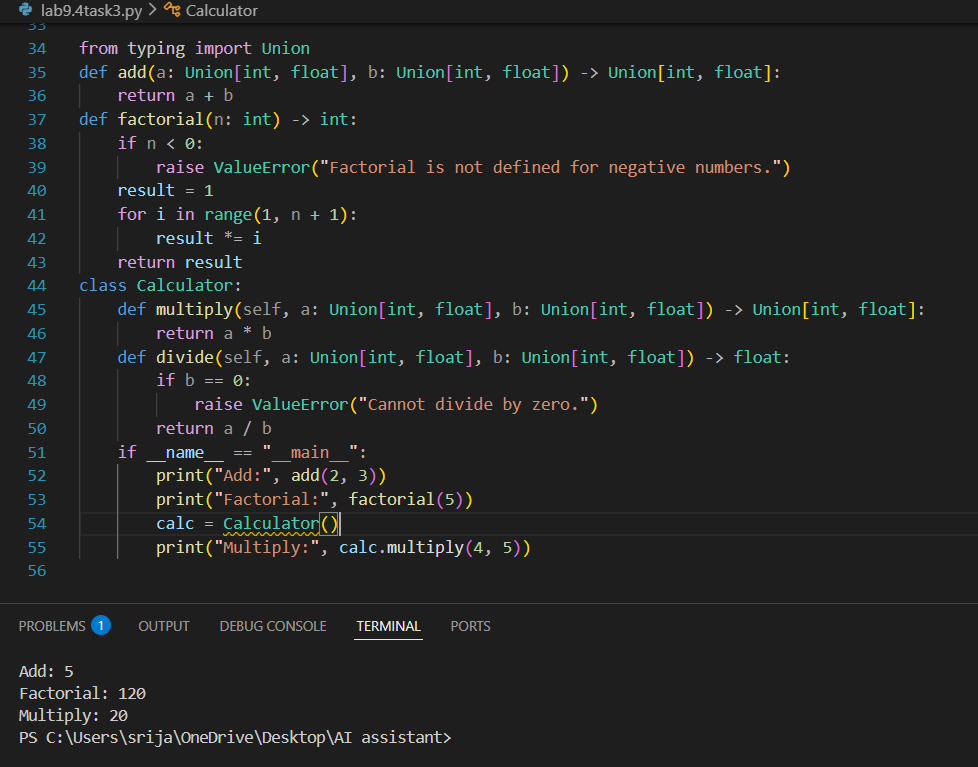 lab9.4task3.py > Calculator
33
34 from typing import Union
35 def add(a: Union[int, float], b: Union[int, float]) -> Union[int, float]:
36     return a + b
37 def factorial(n: int) -> int:
38     if n < 0:
39         raise ValueError("Factorial is not defined for negative numbers.")
40     result = 1
41     for i in range(1, n + 1):
42         result *= i
43     return result
44 class Calculator:
45     def multiply(self, a: Union[int, float], b: Union[int, float]) -> Union[int, float]:
46         return a * b
47     def divide(self, a: Union[int, float], b: Union[int, float]) -> float:
48         if b == 0:
49             raise ValueError("Cannot divide by zero.")
50         return a / b
51     if __name__ == "__main__":
52         print("Add:", add(2, 3))
53         print("Factorial:", factorial(5))
54         calc = Calculator()
55         print("Multiply:", calc.multiply(4, 5))
56
PROBLEMS 1 OUTPUT DEBUG CONSOLE TERMINAL PORTS
Add: 5
Factorial: 120
Multiply: 20
PS C:\Users\srija\OneDrive\Desktop\AI assistant>